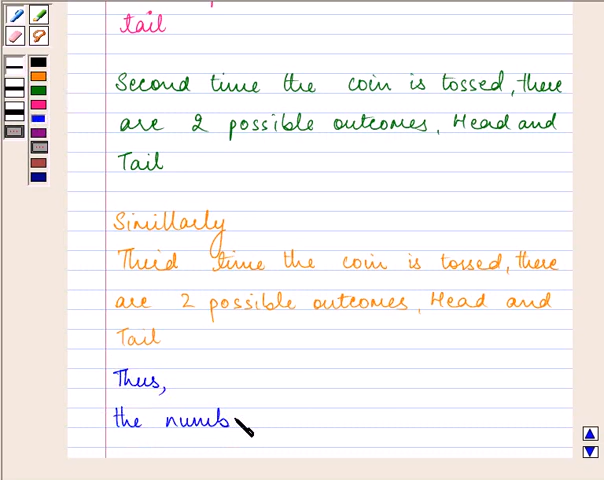 tail
Second time the coin is tossed, there
are 2 possible outcomes, Head and
Tail
Simillarly
Third time the coin is tossed, there
are 2 possible outcomes, Head and
Tail
Thus,
the numb